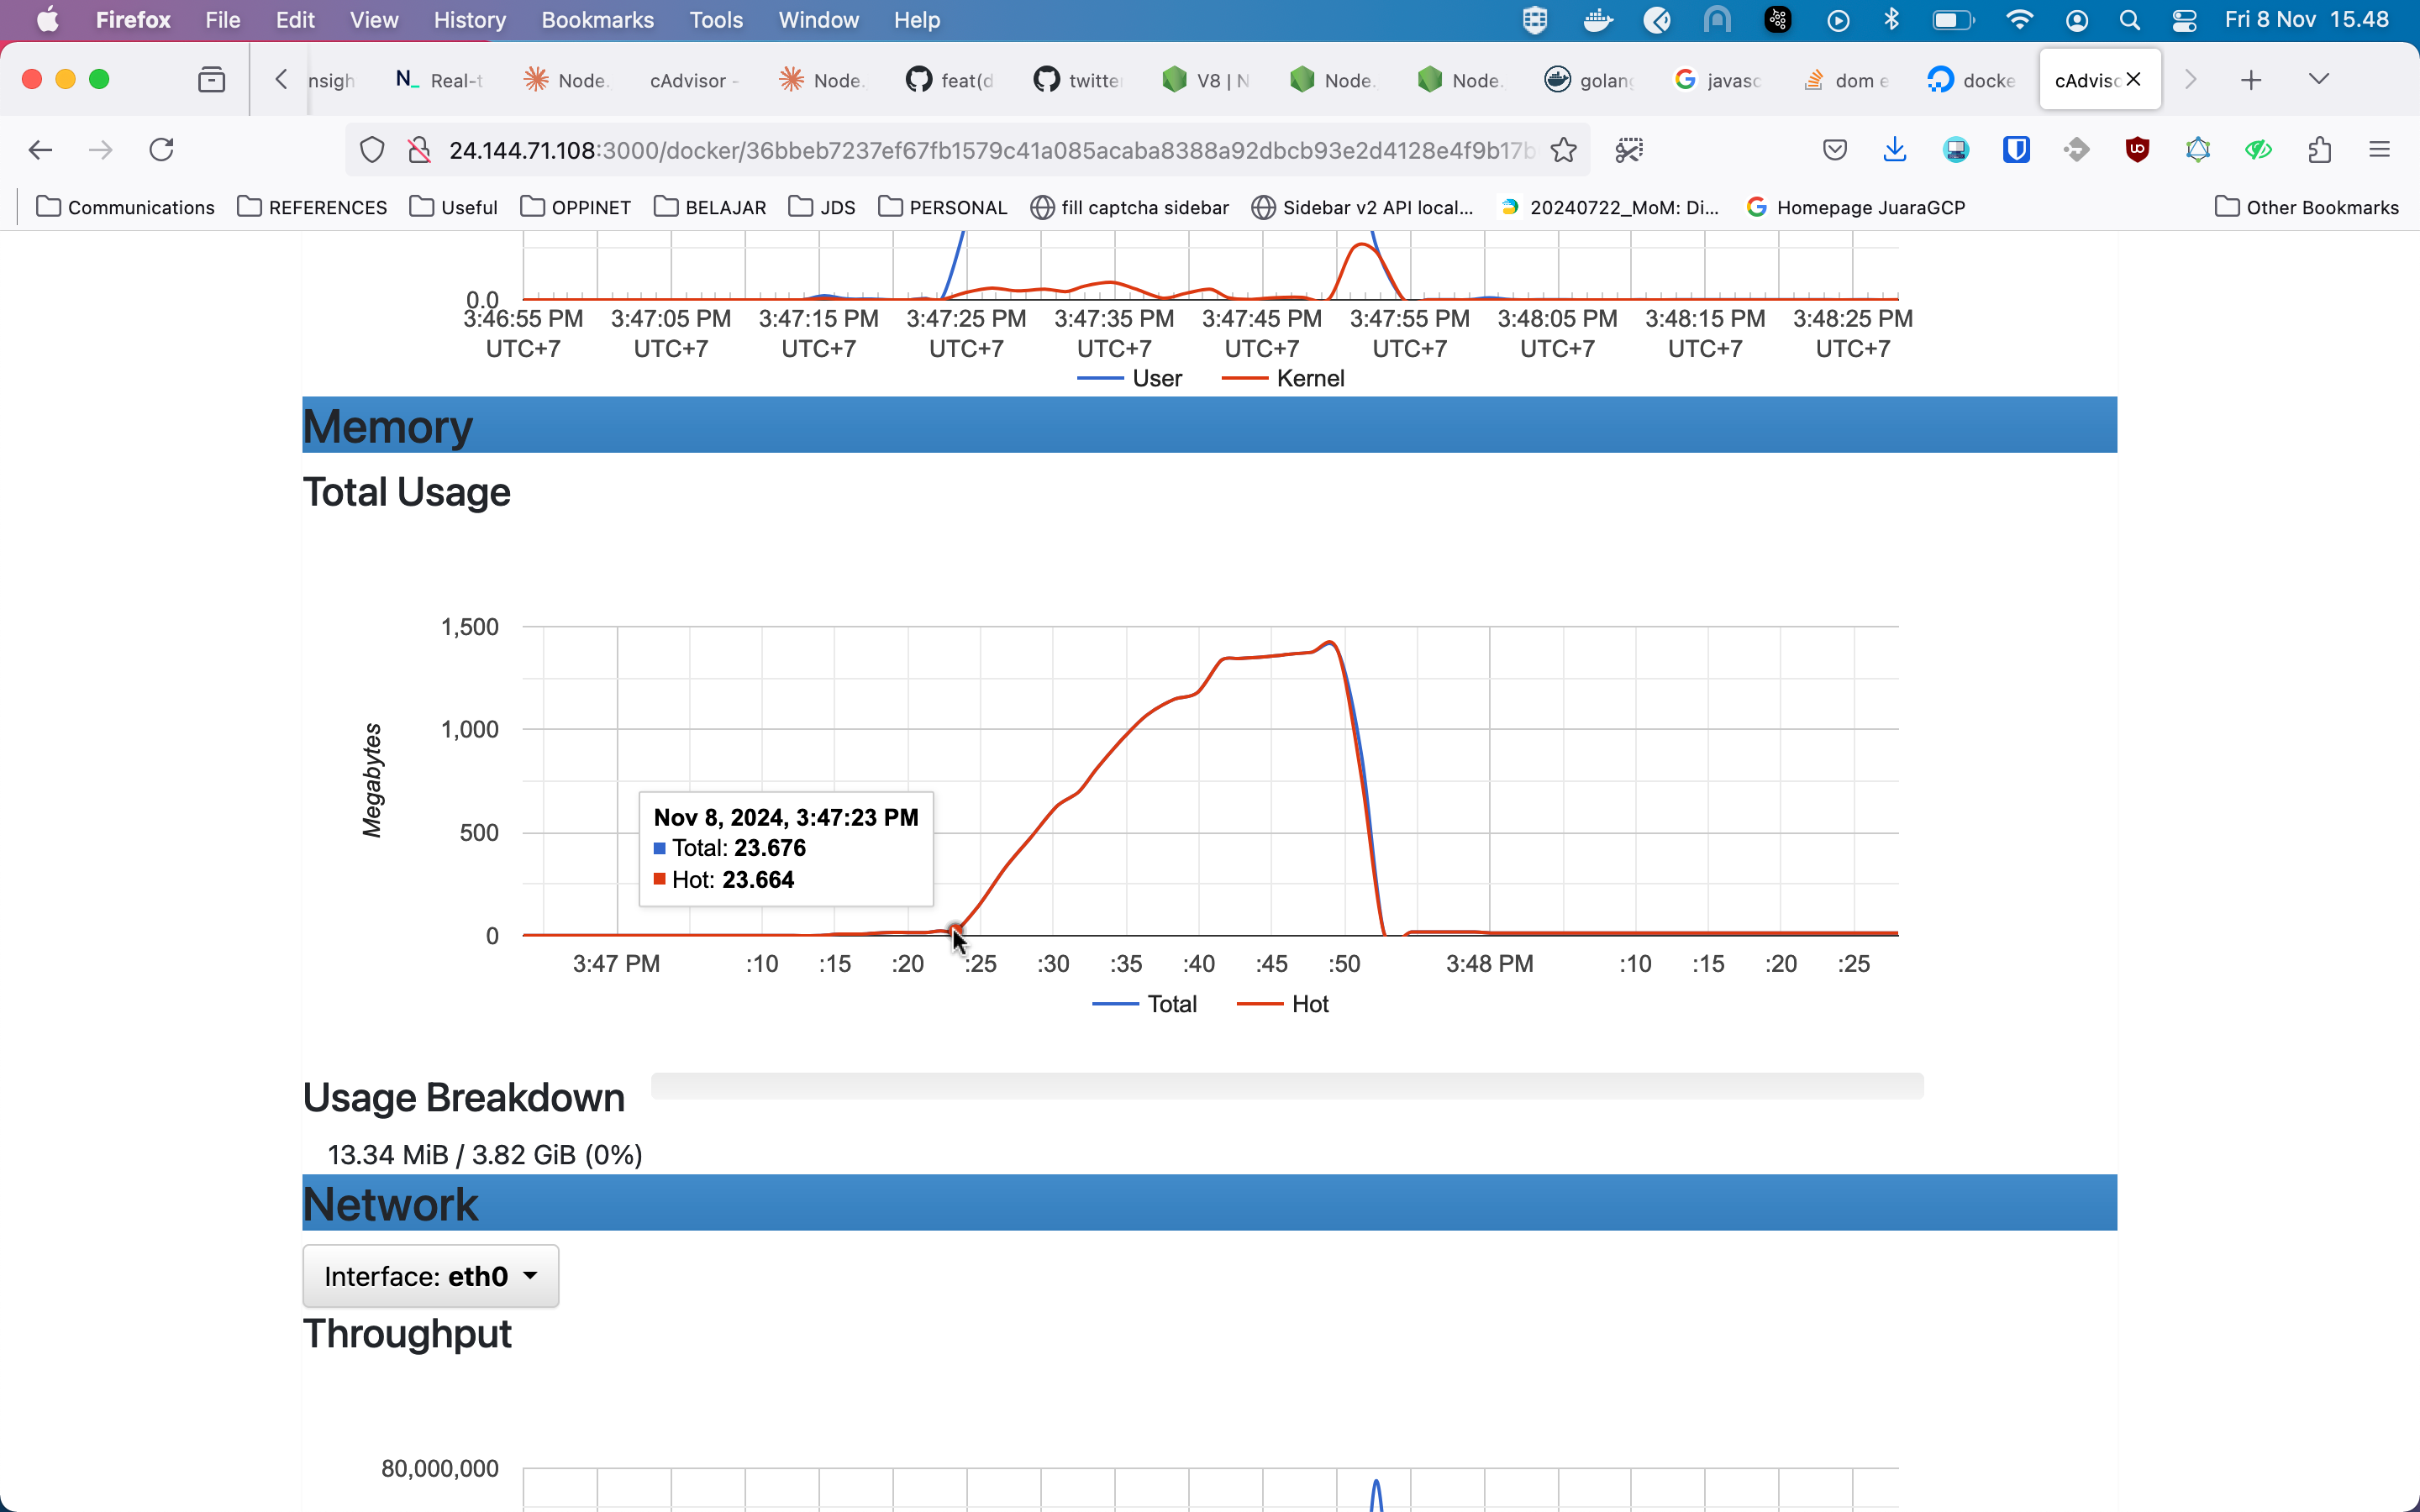 Firefox File Edit View History Bookmarks Tools Window Help Fri 8 Nov 15.48
nsigh Real-t Node. cAdvisor - Node. feat(d twitte V8 | N Node. Node. golang javasc dom e docke cAdvisc
24.144.71.108:3000/docker/36bbeb7237ef67fb1579c41a085acaba8388a92dbcb93e2d4128e4f9b17b
Communications REFERENCES Useful OPPINET BELAJAR JDS PERSONAL fill captcha sidebar Sidebar v2 API local... 20240722_MoM: Di... Homepage JuaraGCP Other Bookmarks
0.0
3:46:55 PM 3:47:05 PM 3:47:15 PM 3:47:25 PM 3:47:35 PM 3:47:45 PM 3:47:55 PM 3:48:05 PM 3:48:15 PM 3:48:25 PM
UTC+7 UTC+7 UTC+7 UTC+7 UTC+7 UTC+7 UTC+7 UTC+7 UTC+7 UTC+7
User Kernel
Memory
Total Usage
1,500
1,000
500
0
Megabytes
Nov 8, 2024, 3:47:23 PM
Total: 23.676
Hot: 23.664
3:47 PM :10 :15 :20 :25 :30 :35 :40 :45 :50 3:48 PM :10 :15 :20 :25
Total Hot
Usage Breakdown
13.34 MiB / 3.82 GiB (0%)
Network
Interface: eth0
Throughput
80,000,000